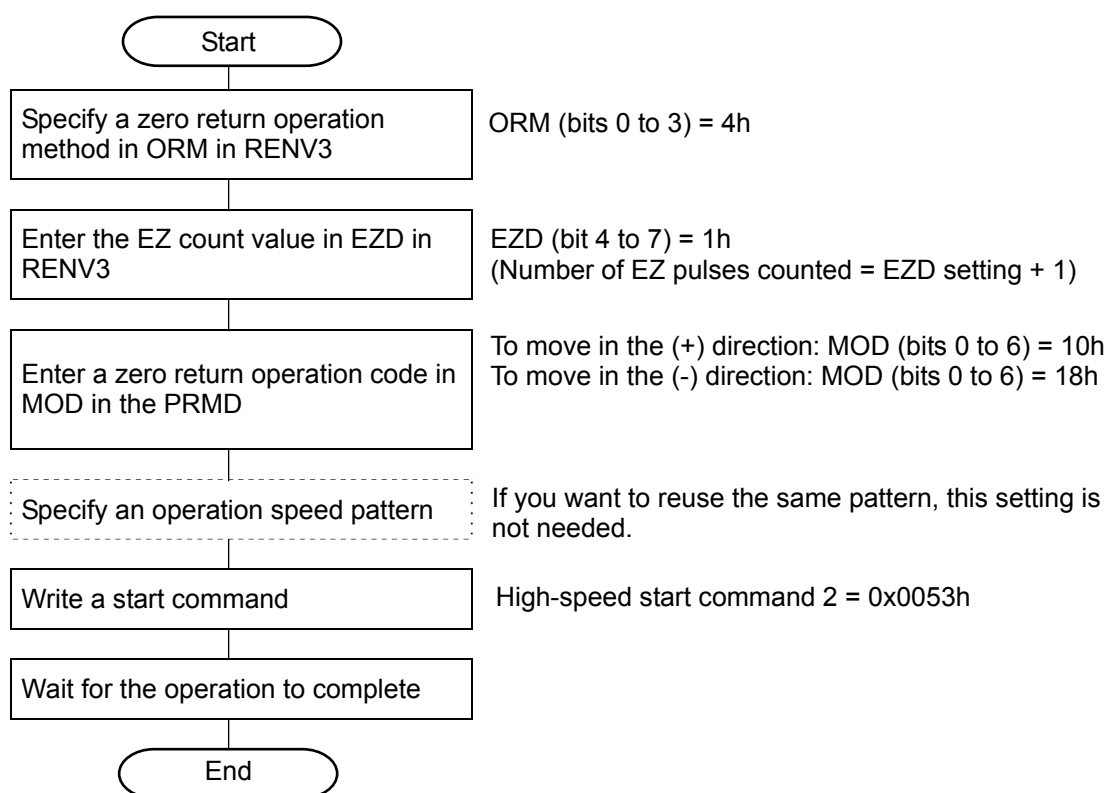 Start
Specify a zero return operation
method in ORM in RENV3
ORM (bits 0 to 3) = 4h
Enter the EZ count value in EZD in
RENV3
EZD (bit 4 to 7) = 1h
(Number of EZ pulses counted = EZD setting + 1)
Enter a zero return operation code in
MOD in the PRMD
To move in the (+) direction: MOD (bits 0 to 6) = 10h
To move in the (-) direction: MOD (bits 0 to 6) = 18h
Specify an operation speed pattern
If you want to reuse the same pattern, this setting is
not needed.
Write a start command
High-speed start command 2 = 0x0053h
Wait for the operation to complete
End